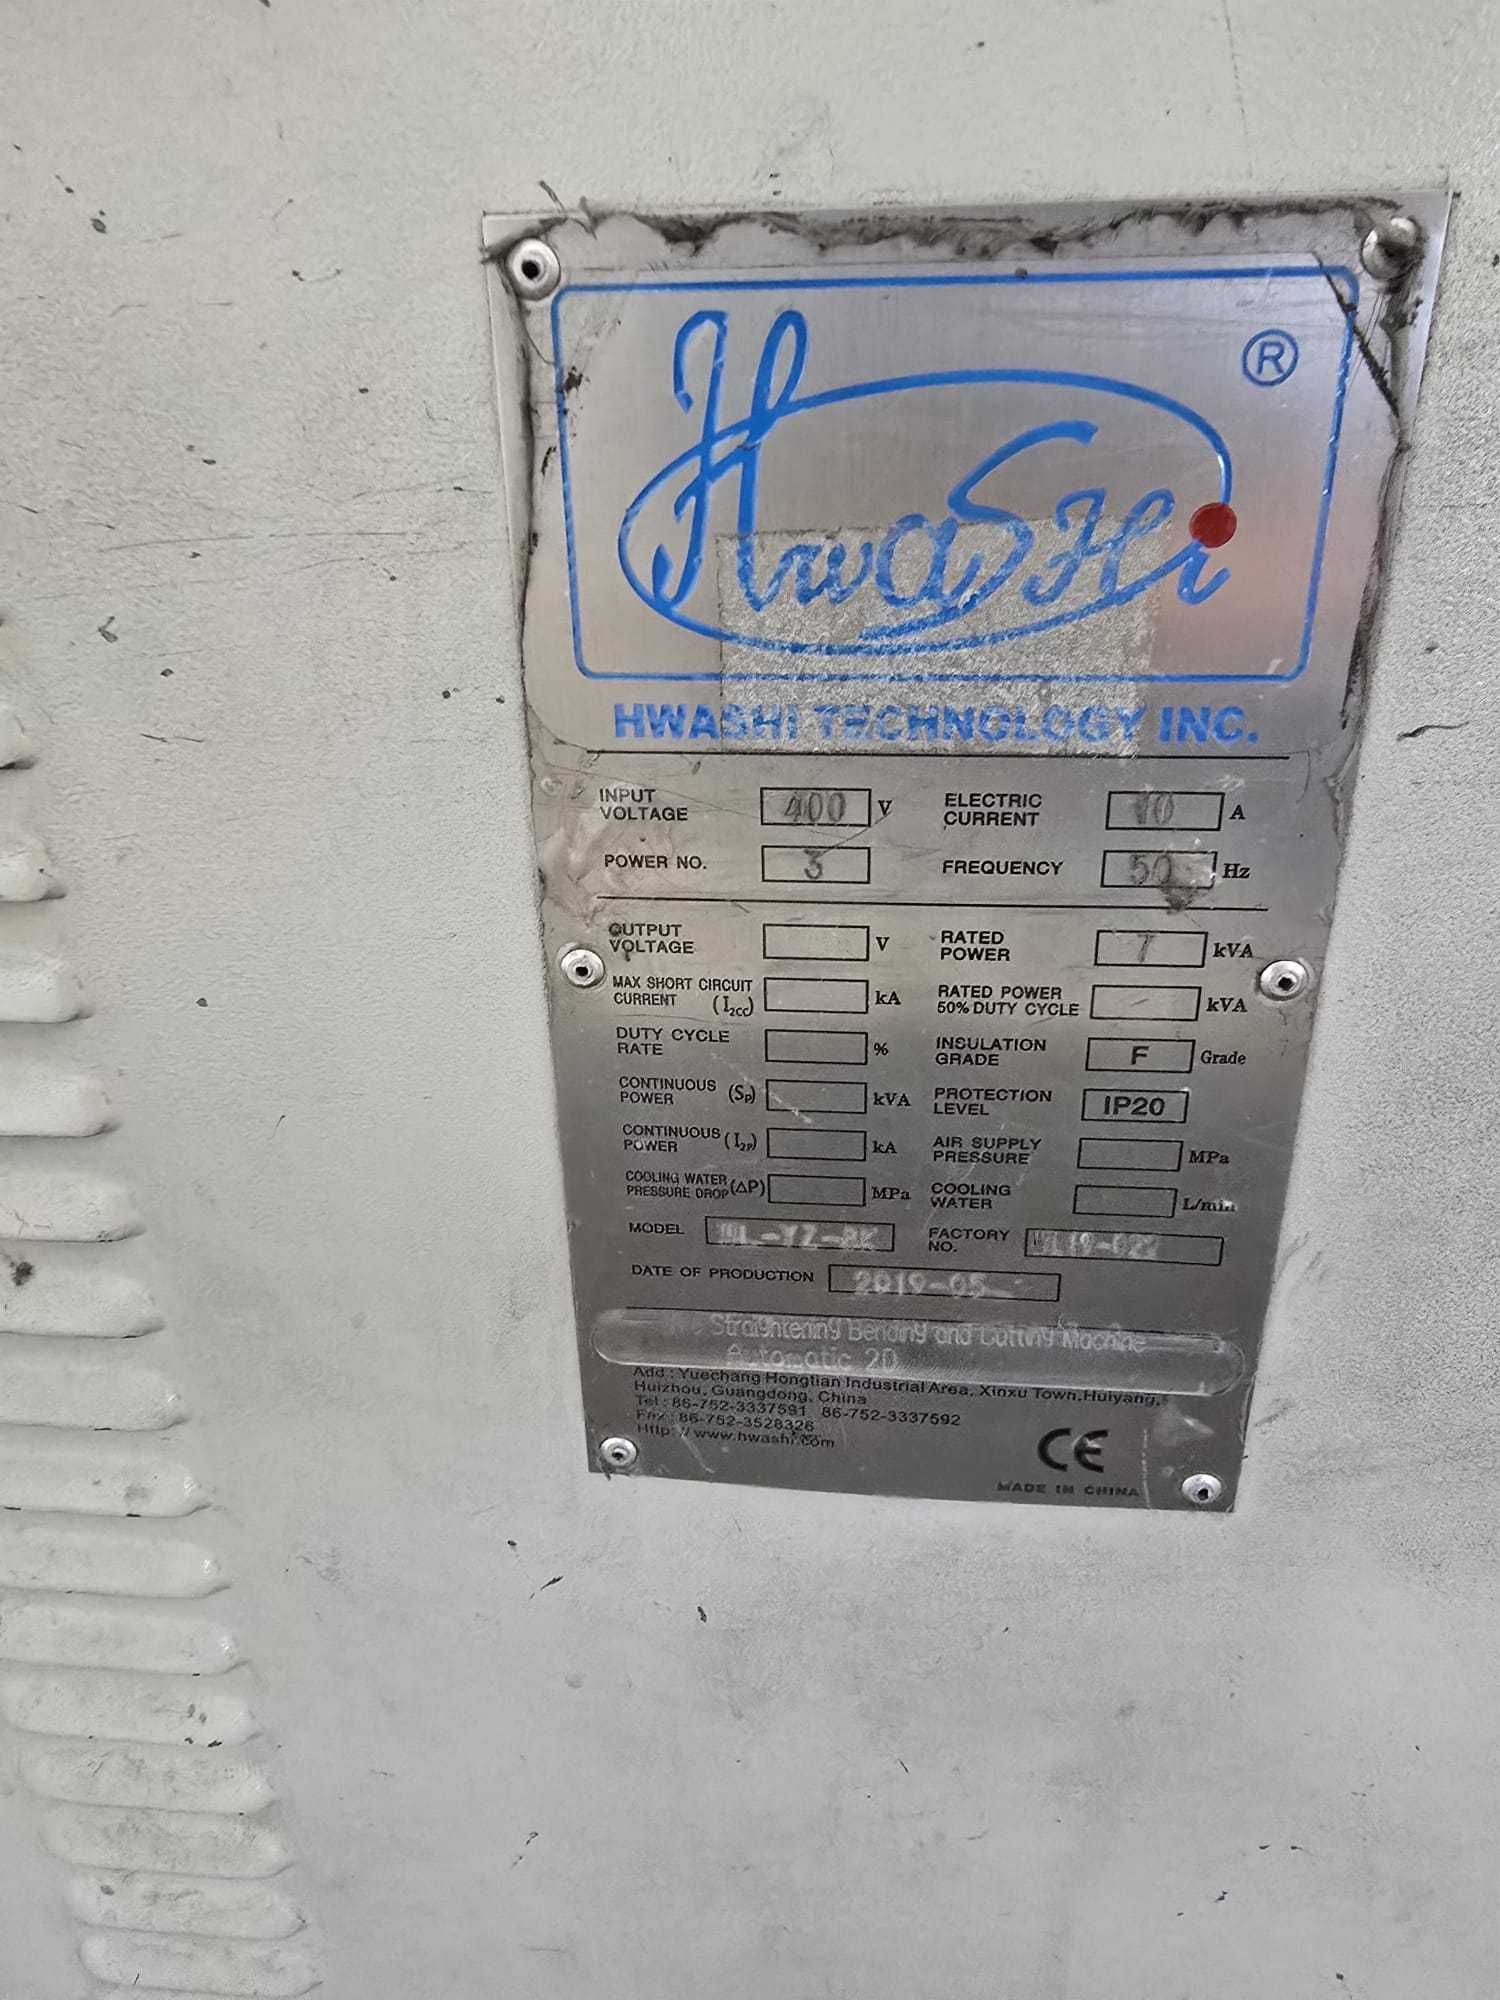 HwaSHi ®
HWASHI TECHNOLOGY INC.
INPUT VOLTAGE 400 V ELECTRIC CURRENT 10 A
POWER NO. 3 FREQUENCY 50 Hz
OUTPUT VOLTAGE V RATED POWER 7 kVA
MAX SHORT CIRCUIT CURRENT (I2CC) kA RATED POWER 50% DUTY CYCLE kVA
DUTY CYCLE RATE % INSULATION GRADE F Grade
CONTINUOUS POWER (SP) kVA PROTECTION LEVEL IP20
CONTINUOUS POWER (I2P) kA AIR SUPPLY PRESSURE MPa
COOLING WATER PRESSURE DROP (△P) MPa COOLING WATER L/min
MODEL FACTORY NO.
DATE OF PRODUCTION 2019-05
Straightening Bending and Cutting Machine
Automatic 2D
Add : Yuechang Honglian Industrial Area, Xinxu Town, Huiyang,
Huizhou, Guangdong, China
Tel : 86-752-3337591 86-752-3337592
Fax : 86-752-3528326
Http: // www.hwashi.com
CE
MADE IN CHINA